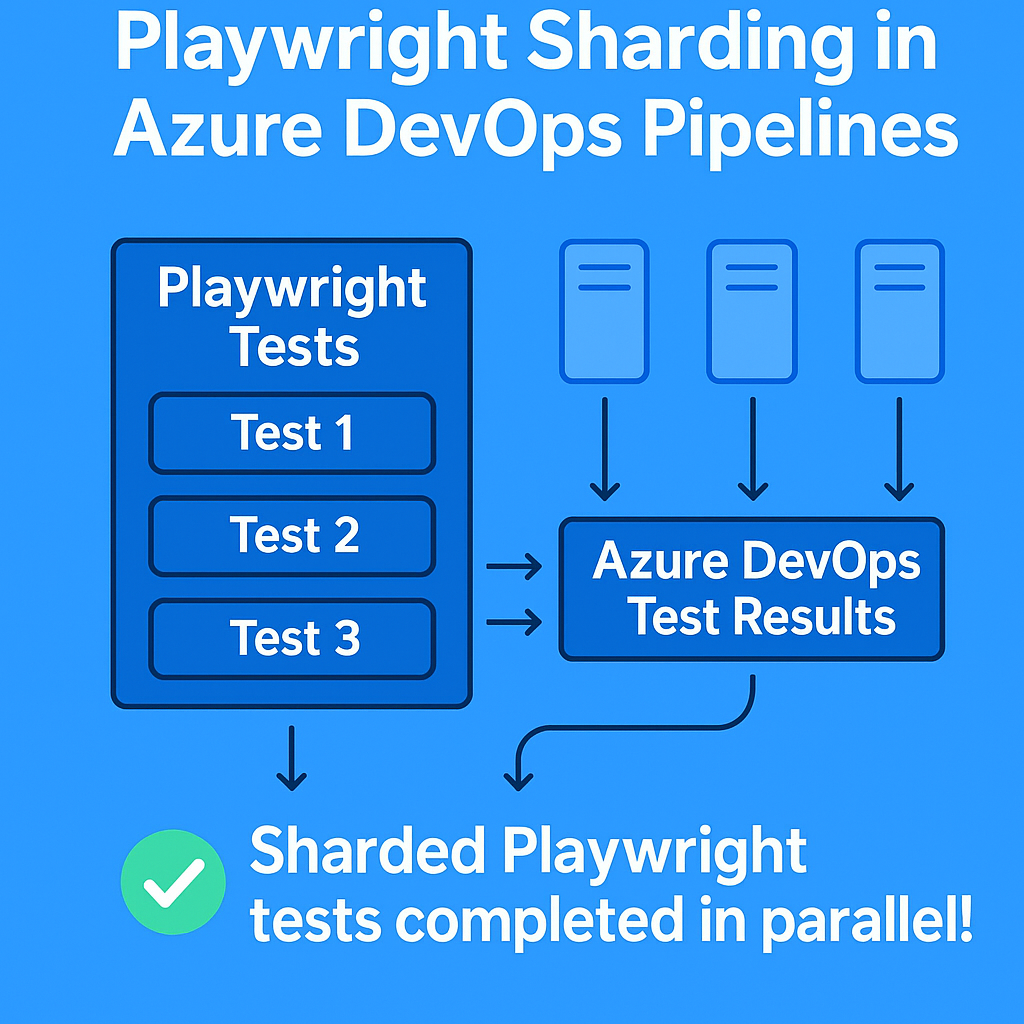 Playwright Sharding in
Azure DevOps Pipelines
Playwright
Tests
Test 1
Test 2
Test 3
Azure DevOps
Test Results
Sharded Playwright
tests completed in parallel!